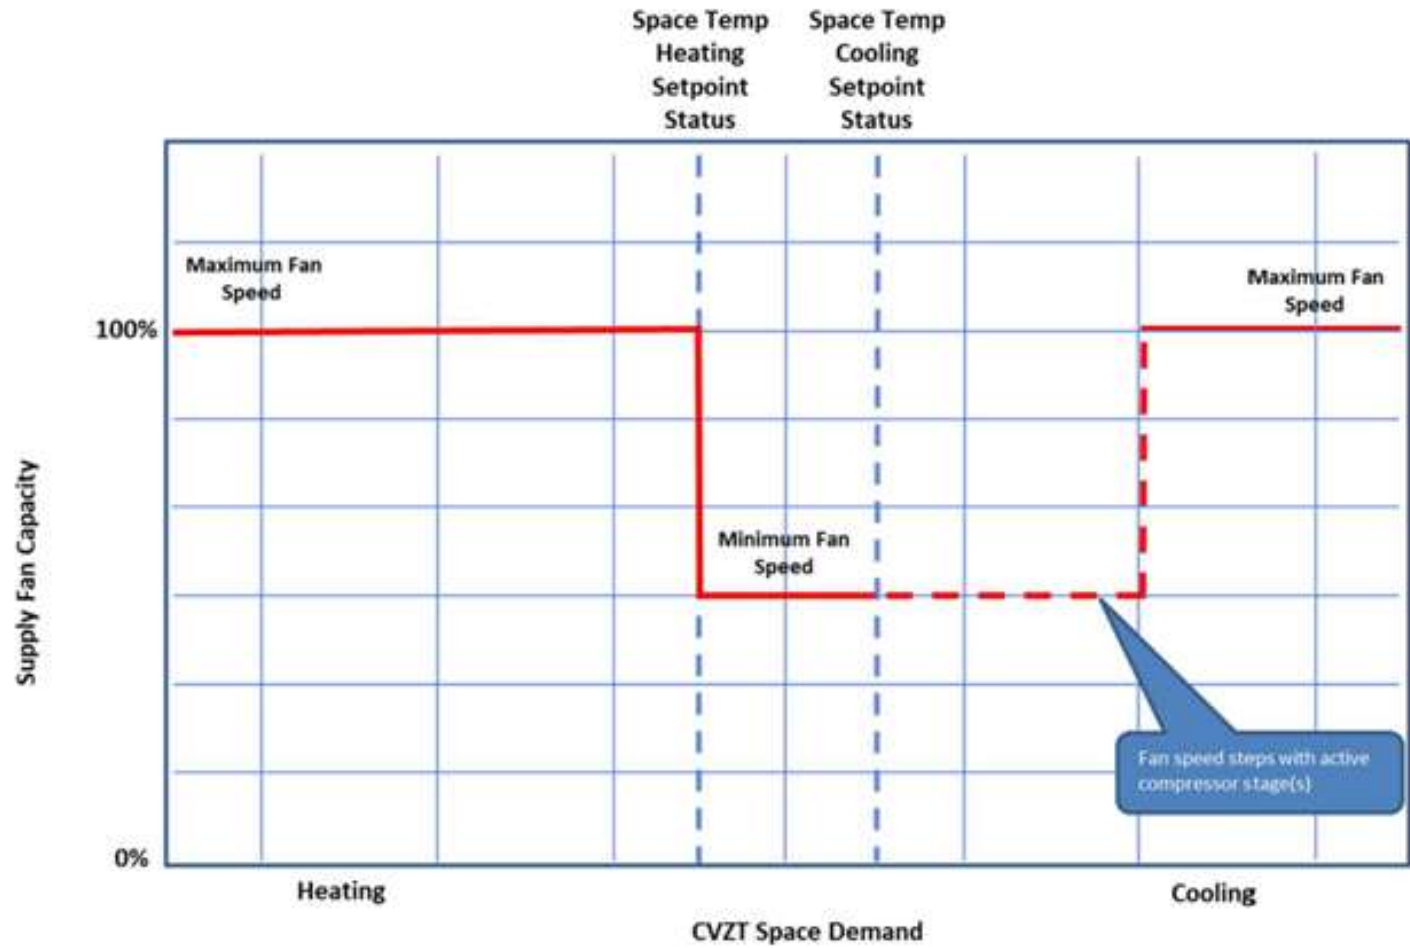 Space Temp
Heating
Setpoint
Status
Space Temp
Cooling
Setpoint
Status
Maximum Fan
Speed
Maximum Fan
Speed
100%
Minimum Fan
Speed
Supply Fan Capacity
Fan speed steps with active
compressor stage(s)
0%
Heating
Cooling
CVZT Space Demand